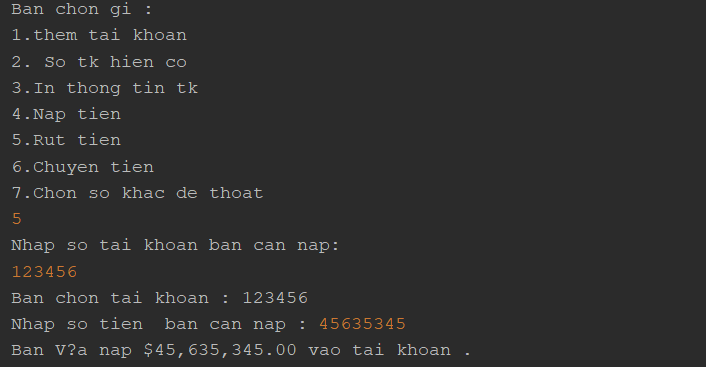 Ban chon gi :
1.them tai khoan
2. So tk hien co
3.In thong tin tk
4.Nap tien
5.Rut tien
6.Chuyen tien
7.Chon so khac de thoat
5
Nhap so tai khoan ban can nap:
123456
Ban chon tai khoan : 123456
Nhap so tien  ban can nap : 45635345
Ban V?a nap $45,635,345.00 vao tai khoan .